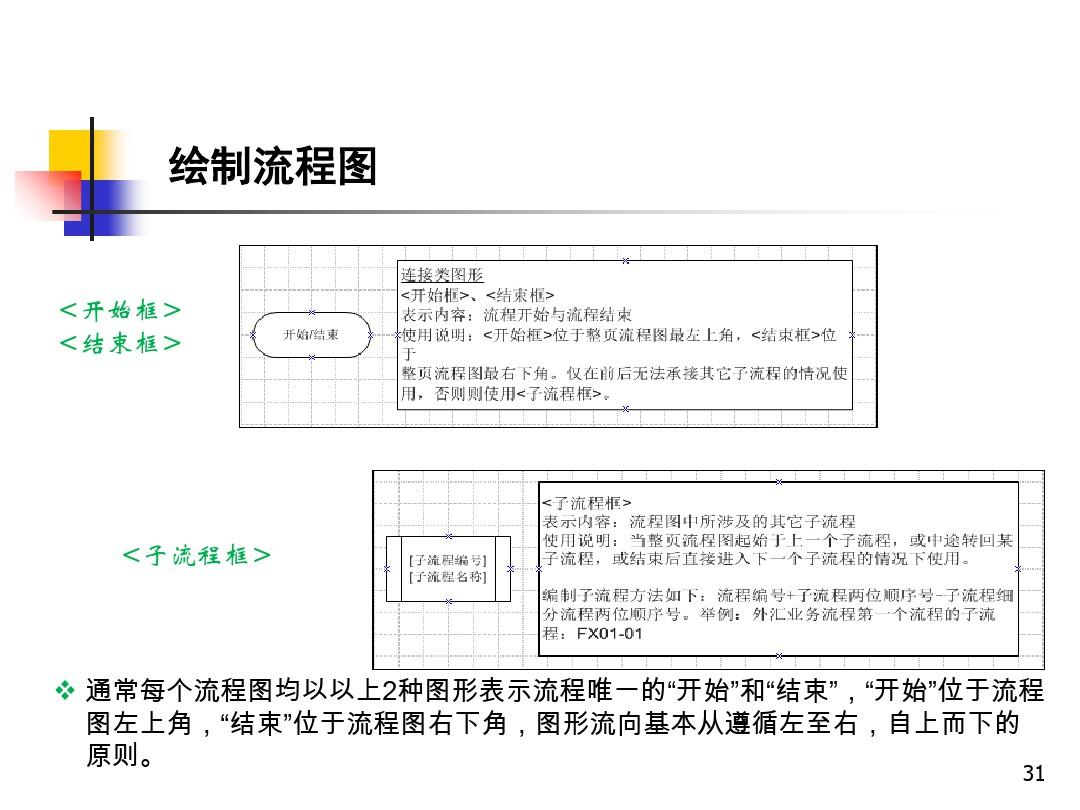 绘制流程图
<开始框>
<结束框>
开始/结束
连接类图形
<开始框>、<结束框>
表示内容：流程开始与流程结束
使用说明：<开始框>位于整页流程图最左上角，<结束框>位
于
整页流程图最右下角。仅在前后无法承接其它子流程的情况使
用，否则则使用<子流程框>。
<子流程框>
[子流程编号]
[子流程名称]
<子流程框>
表示内容：流程图中所涉及的其它子流程
使用说明：当整页流程图起始于上一个子流程，或中途转回某
子流程，或结束后直接进入下一个子流程的情况下使用。
编制子流程方法如下：流程编号+子流程两位顺序号-子流程细
分流程两位顺序号。举例：外汇业务流程第一个流程的子流
程：FX01-01
❖ 通常每个流程图均以以上2种图形表示流程唯一的“开始”和“结束”，“开始”位于流程
图左上角，“结束”位于流程图右下角，图形流向基本从遵循左至右，自上而下的
原则。
31